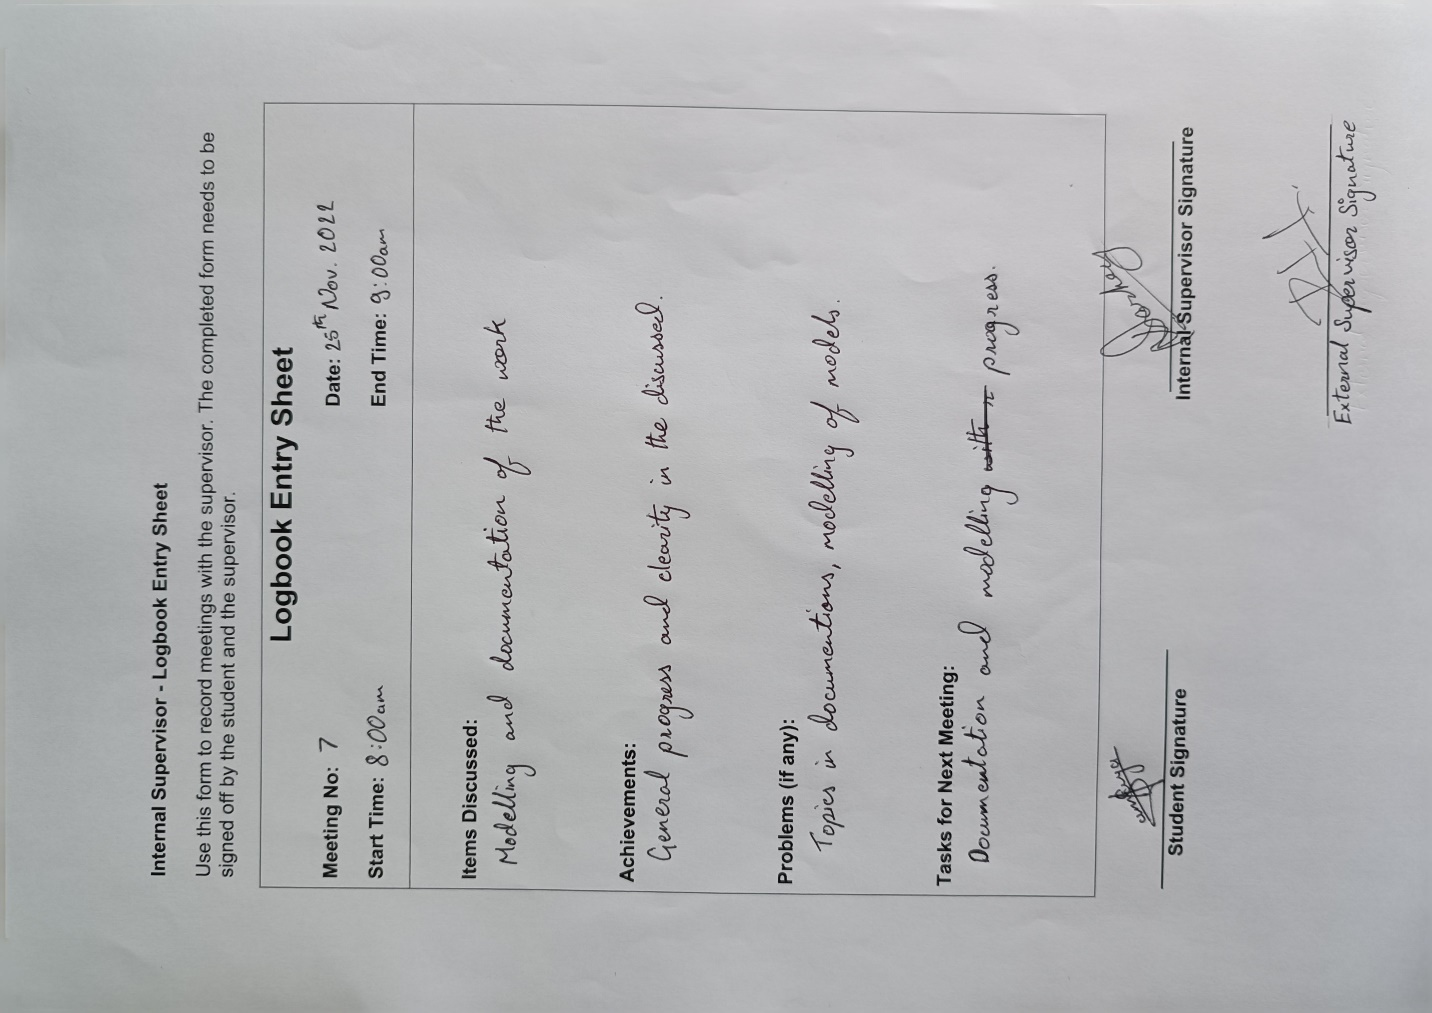 Internal Supervisor - Logbook Entry Sheet
Use this form to record meetings with the supervisor. The completed form needs to be
signed off by the student and the supervisor.
Logbook Entry Sheet
Meeting No: 7 Date: 25th Nov. 2022
Start Time: 8:00am End Time: 9:00am
Items Discussed:
Modelling and documentation of the work
Achievements:
General progress and clearity in the discussed.
Problems (if any):
Topics in documentions, modelling of models.
Tasks for Next Meeting:
Documentation and modelling with progress.
Student Signature Internal Supervisor Signature
External Supervisor Signature